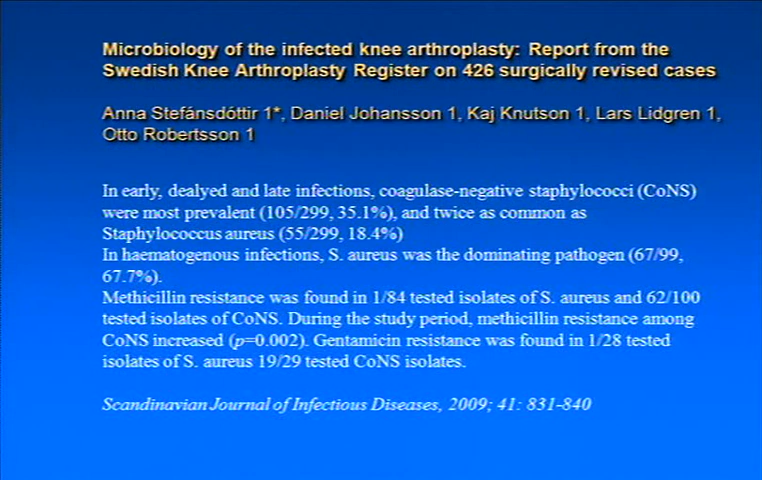 Microbiology of the infected knee arthroplasty: Report from the
Swedish Knee Arthroplasty Register on 426 surgically revised cases
Anna Stefánsdóttir 1*, Daniel Johansson 1, Kaj Knutson 1, Lars Lidgren 1,
Otto Robertsson 1
In early, dealyed and late infections, coagulase-negative staphylococci (CoNS)
were most prevalent (105/299, 35.1%), and twice as common as
Staphylococcus aureus (55/299, 18.4%)
In haematogenous infections, S. aureus was the dominating pathogen (67/99,
67.7%).
Methicillin resistance was found in 1/84 tested isolates of S. aureus and 62/100
tested isolates of CoNS. During the study period, methicillin resistance among
CoNS increased (p=0.002). Gentamicin resistance was found in 1/28 tested
isolates of S. aureus 19/29 tested CoNS isolates.
Scandinavian Journal of Infectious Diseases, 2009; 41: 831-840